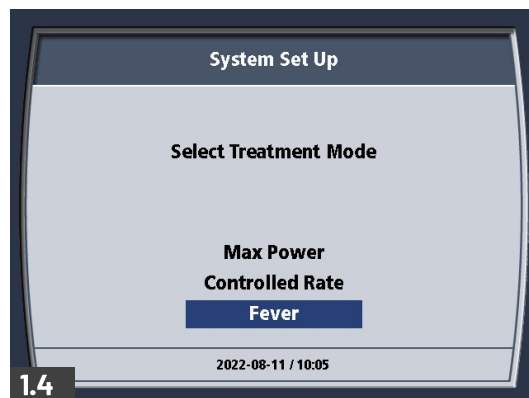 System Set Up
Select Treatment Mode
Max Power
Controlled Rate
Fever
2022-08-11 / 10:05
1.4